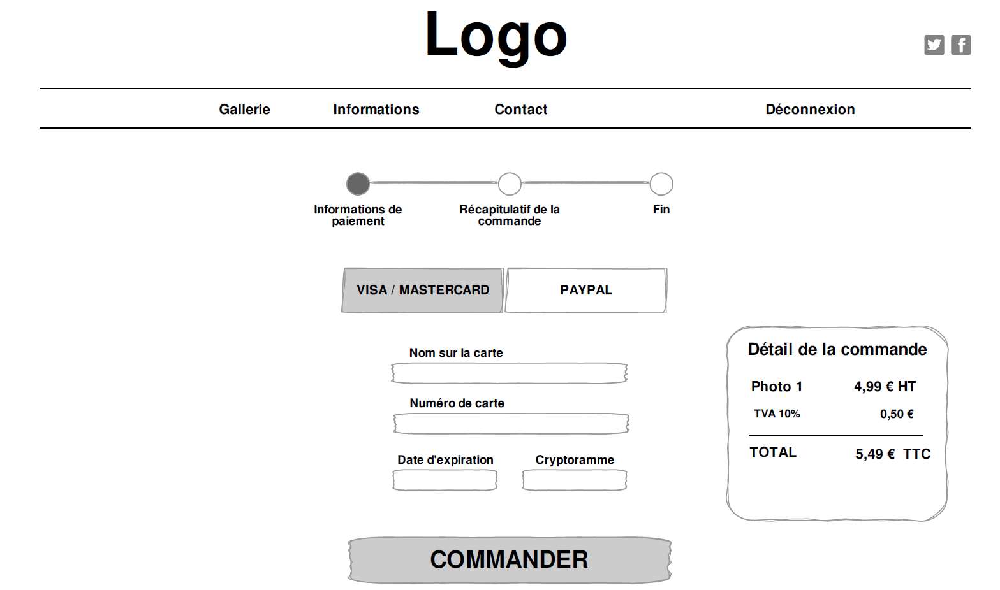 Logo
Gallerie Informations Contact Déconnexion
Informations de
paiement
Récapitulatif de la
commande
Fin
VISA / MASTERCARD PAYPAL
Nom sur la carte
Numéro de carte
Date d'expiration Cryptoramme
COMMANDER
Détail de la commande
Photo 1 4,99 € HT
TVA 10% 0,50 €
TOTAL 5,49 € TTC